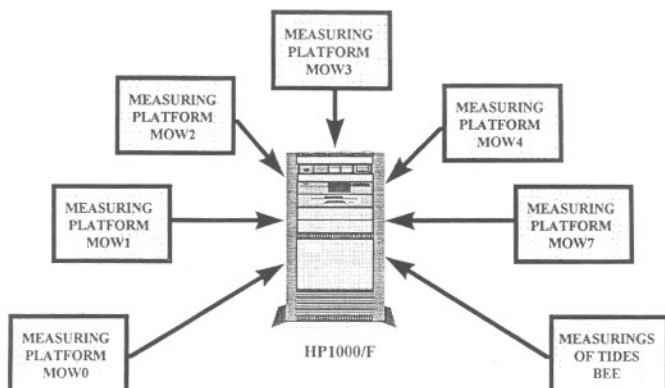 MEASURING
PLATFORM
MOW3
MEASURING
PLATFORM
MOW2
MEASURING
PLATFORM
MOW4
MEASURING
PLATFORM
MOW1
MEASURING
PLATFORM
MOW7
MEASURING
PLATFORM
MOW0
HP1000/F
MEASURINGS
OF TIDES
BEE